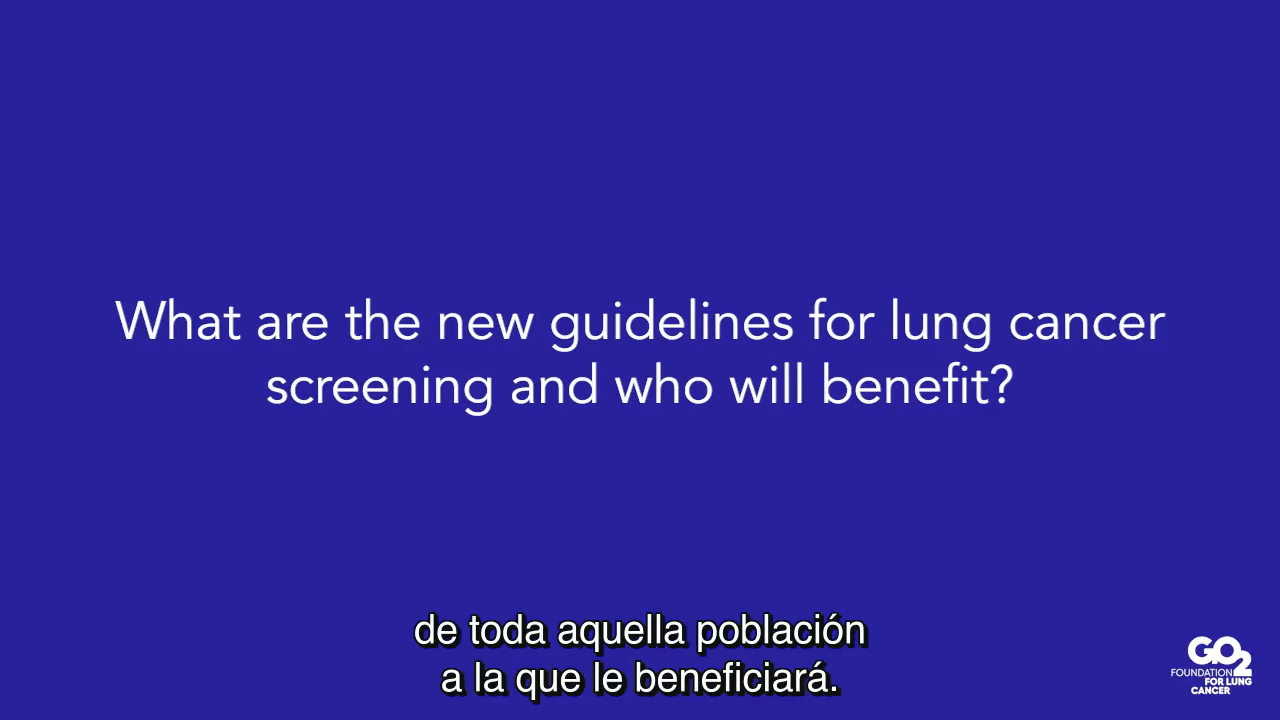 What are the new guidelines for lung cancer
screening and who will benefit?
de toda aquella población
a la que le beneficiará.
GO2
FOUNDATION
FOR LUNG
CANCER